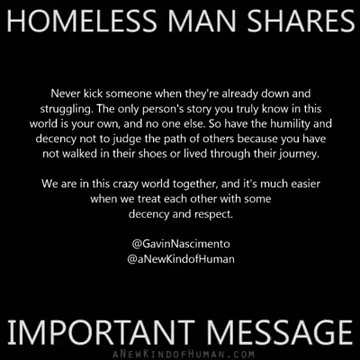 HOMELESS MAN SHARES
Never kick someone when they're already down and
struggling. The only person's story you truly know in this
world is your own, and no one else. So have the humility and
decency not to judge the path of others because you have
not walked in their shoes or lived through their journey.
We are in this crazy world together, and it's much easier
when we treat each other with some
decency and respect.
@GavinNascimento
@aNewKindofHuman
IMPORTANT MESSAGE
aNewKindofHuman.com